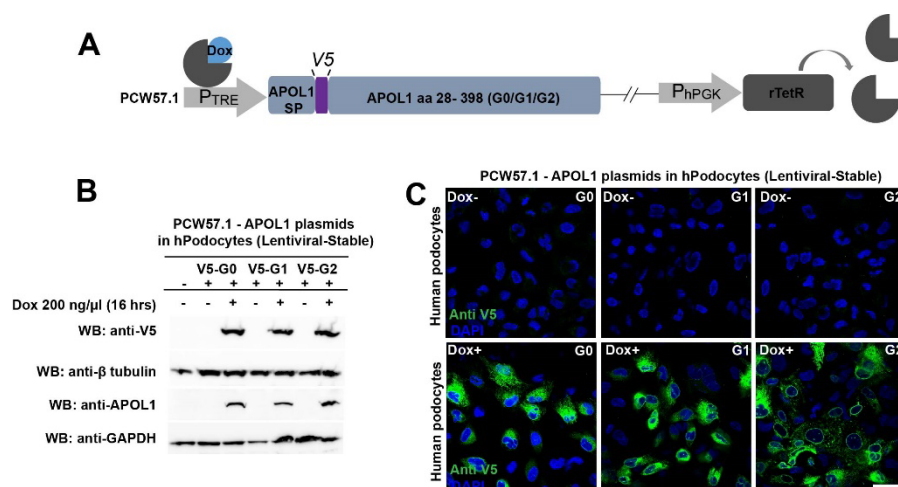 A
Dox
V5
PCW57.1
PTRE
APOL1
SP
APOL1 aa 28- 398 (G0/G1/G2)
PhPGK
rTetR
B
PCW57.1 - APOL1 plasmids
in hPodocytes (Lentiviral-Stable)
V5-G0 V5-G1 V5-G2
- + + + + + +
Dox 200 ng/µl (16 hrs) - - + - + - +
WB: anti-V5
WB: anti-β tubulin
WB: anti-APOL1
WB: anti-GAPDH
C
PCW57.1 - APOL1 plasmids in hPodocytes (Lentiviral-Stable)
Human podocytes
Dox- G0
Anti V5
DAPI
Dox- G1
Dox- G2
Human podocytes
Dox+ G0
Anti V5
DAPI
Dox+ G1
Dox+ G2